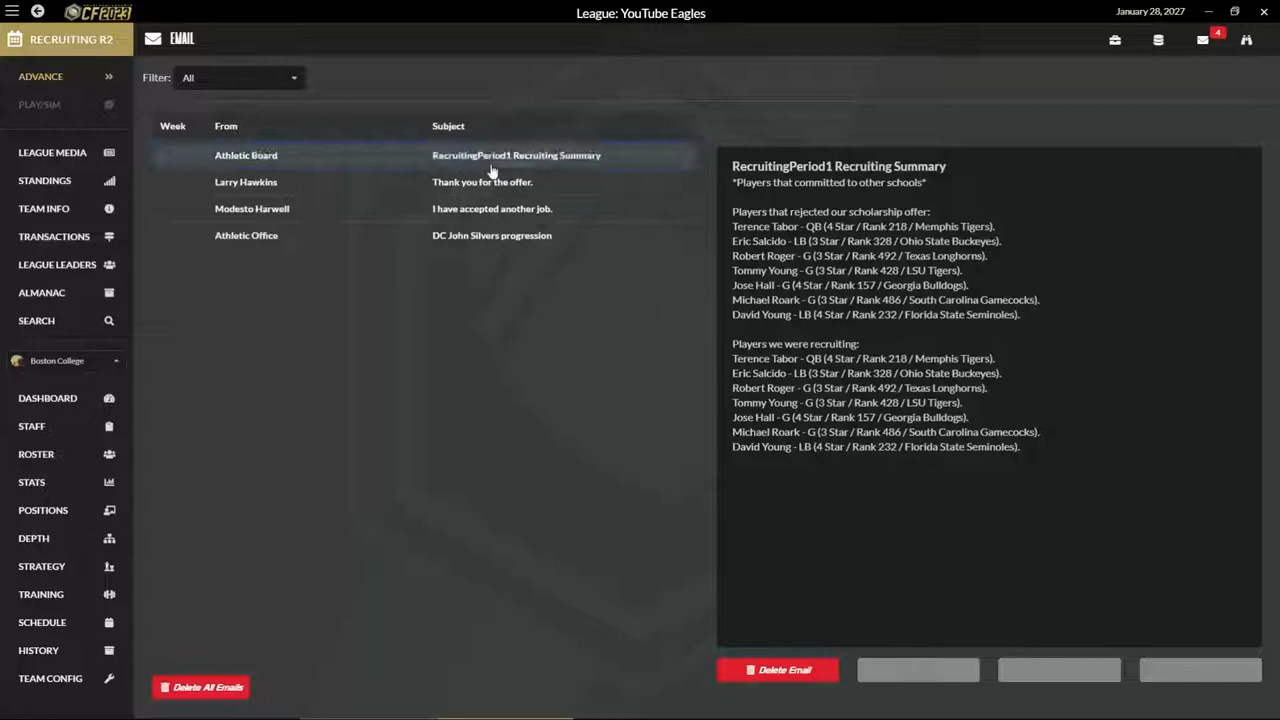 CF2023
League: YouTube Eagles
January 28, 2027
RECRUITING R2
EMAIL
4
ADVANCE
Filter:
All
PLAY/SIM
Week
From
Subject
LEAGUE MEDIA
Athletic Board
RecruitingPeriod1 Recruiting Summary
STANDINGS
Larry Hawkins
Thank you for the offer.
TEAM INFO
Modesto Harwell
I have accepted another job.
TRANSACTIONS
Athletic Office
DC John Silvers progression
LEAGUE LEADERS
ALMANAC
SEARCH
Boston College
DASHBOARD
STAFF
ROSTER
STATS
POSITIONS
DEPTH
STRATEGY
TRAINING
SCHEDULE
HISTORY
TEAM CONFIG
RecruitingPeriod1 Recruiting Summary
*Players that committed to other schools*
Players that rejected our scholarship offer:
Terence Tabor - QB (4 Star / Rank 218 / Memphis Tigers).
Eric Salcido - LB (3 Star / Rank 328 / Ohio State Buckeyes).
Robert Roger - G (3 Star / Rank 492 / Texas Longhorns).
Tommy Young - G (3 Star / Rank 428 / LSU Tigers).
Jose Hall - G (4 Star / Rank 157 / Georgia Bulldogs).
Michael Roark - G (3 Star / Rank 486 / South Carolina Gamecocks).
David Young - LB (4 Star / Rank 232 / Florida State Seminoles).
Players we were recruiting:
Terence Tabor - QB (4 Star / Rank 218 / Memphis Tigers).
Eric Salcido - LB (3 Star / Rank 328 / Ohio State Buckeyes).
Robert Roger - G (3 Star / Rank 492 / Texas Longhorns).
Tommy Young - G (3 Star / Rank 428 / LSU Tigers).
Jose Hall - G (4 Star / Rank 157 / Georgia Bulldogs).
Michael Roark - G (3 Star / Rank 486 / South Carolina Gamecocks).
David Young - LB (4 Star / Rank 232 / Florida State Seminoles).
Delete Email
Delete All Emails